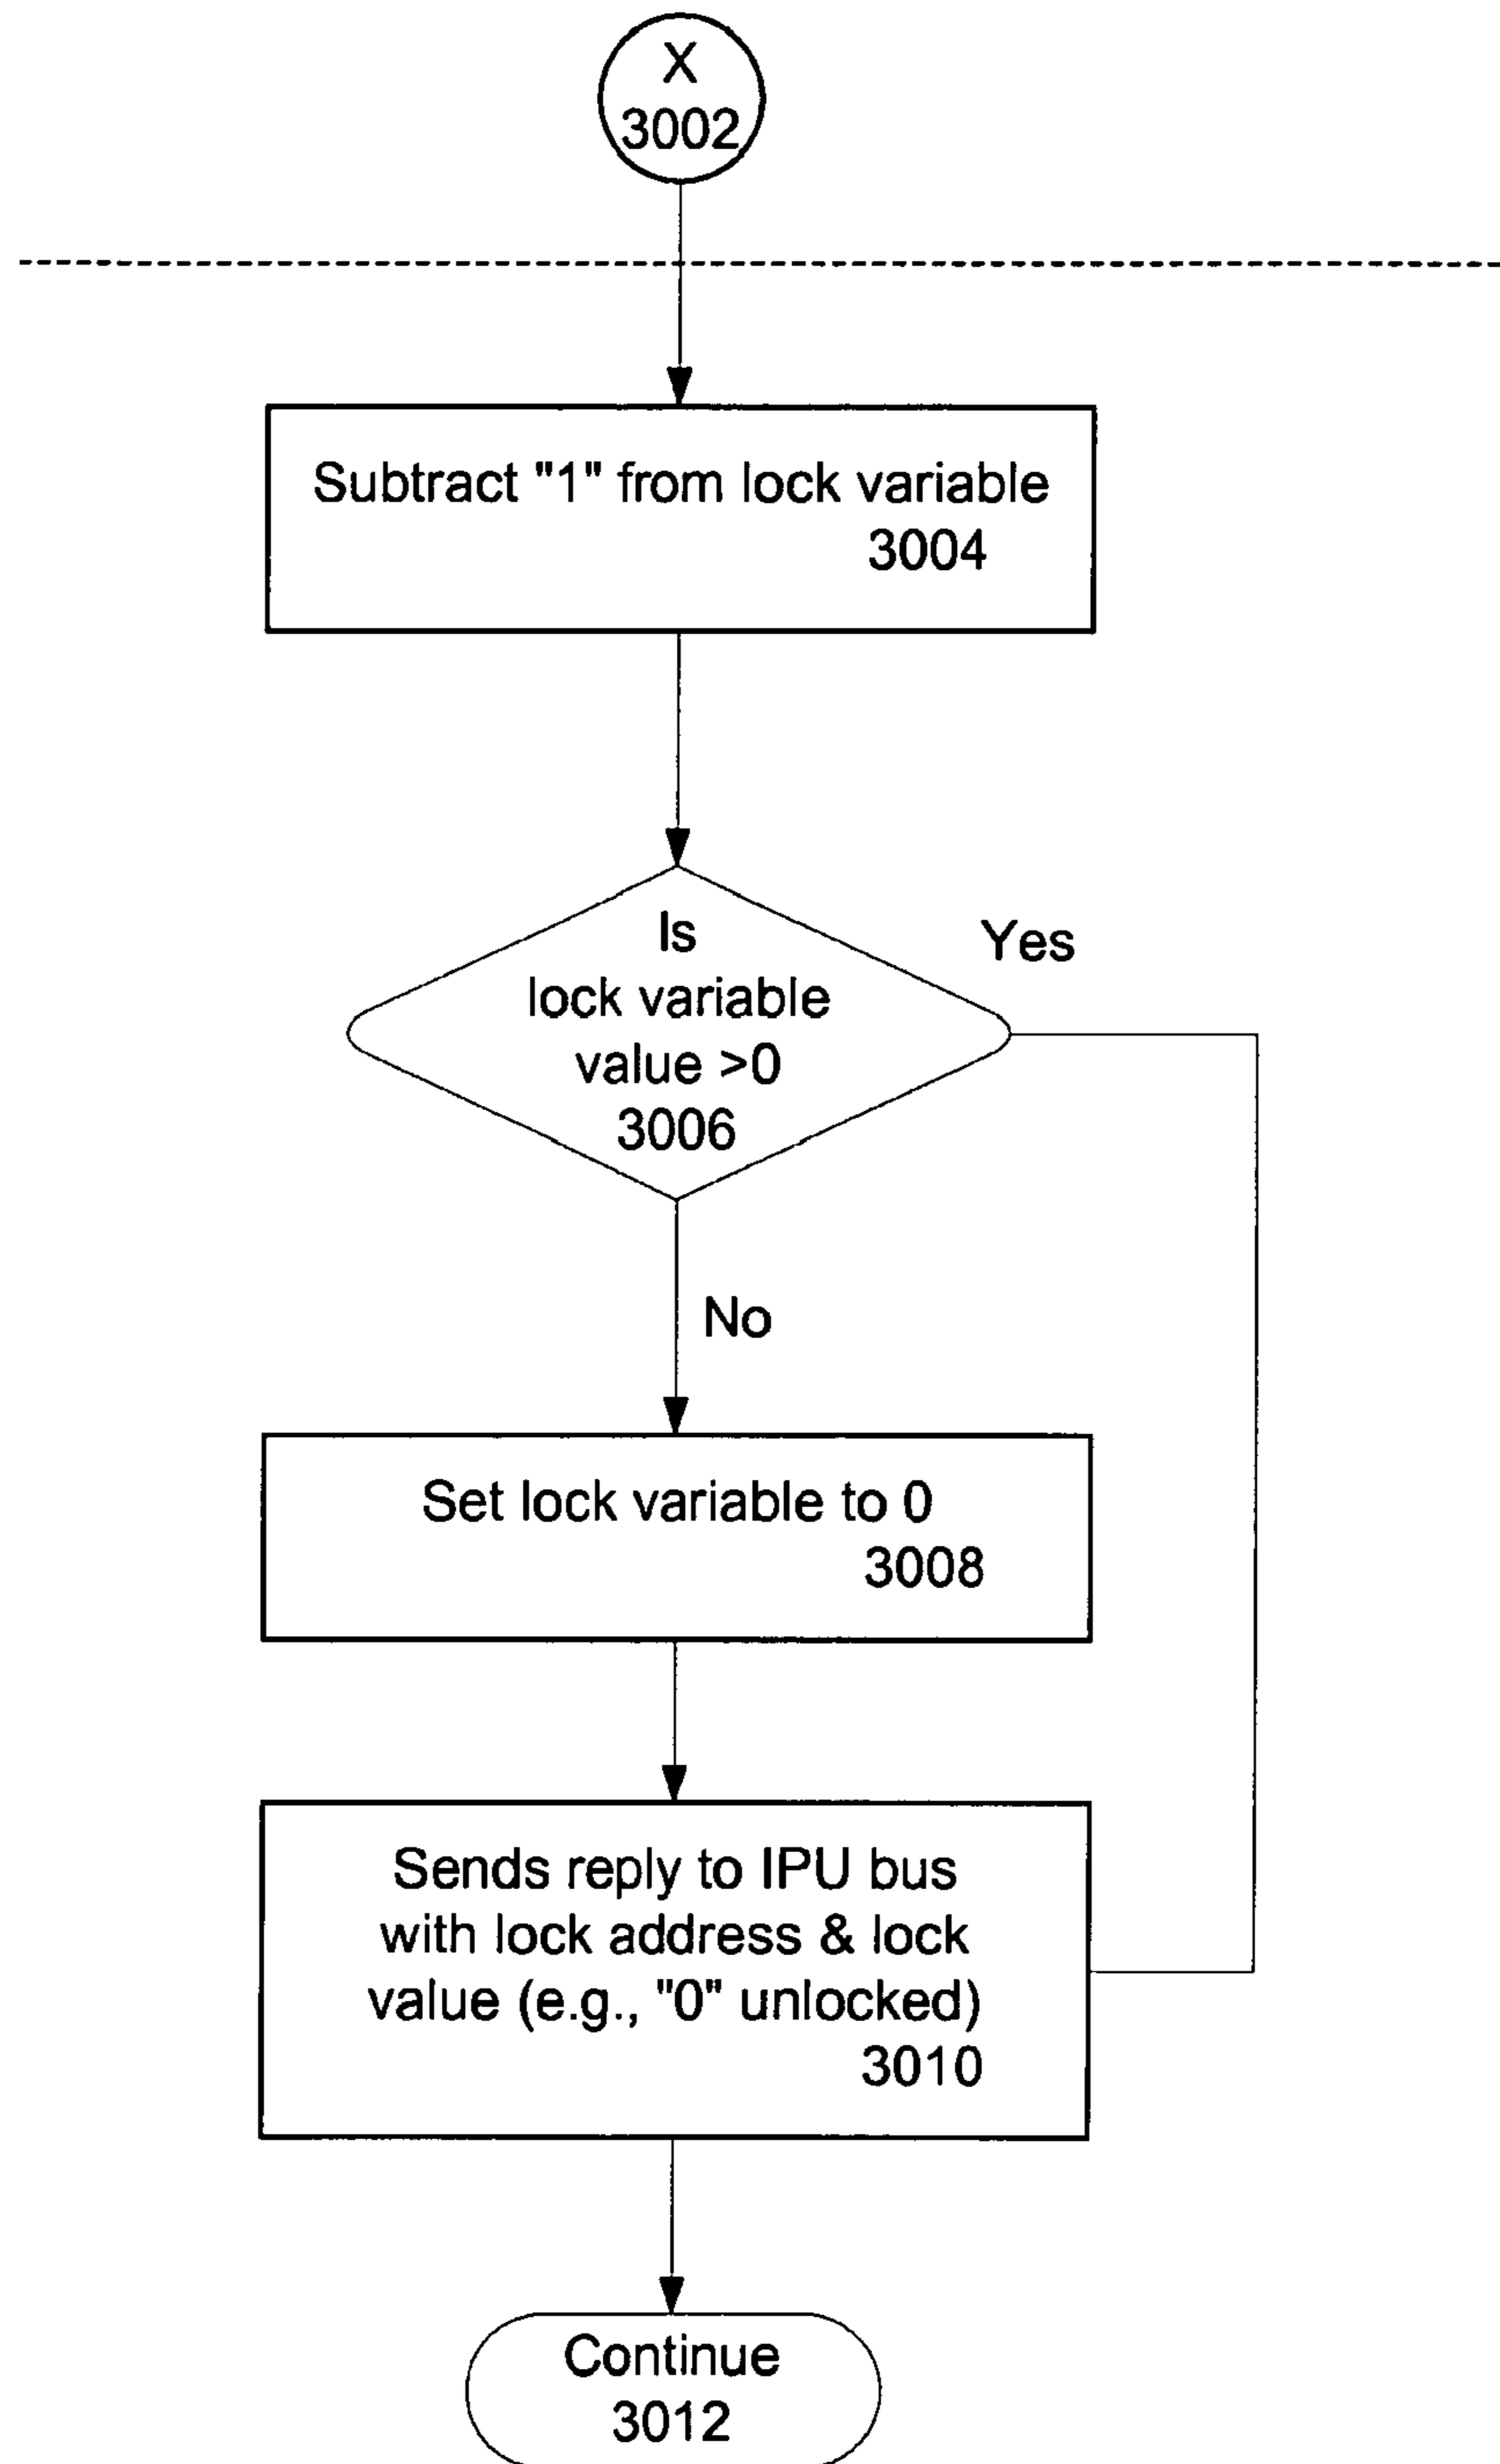 X
3002
Subtract "1" from lock variable
3004
Is
lock variable
value >0
3006
Yes
No
Set lock variable to 0
3008
Sends reply to IPU bus
with lock address & lock
value (e.g., "0" unlocked)
3010
Continue
3012